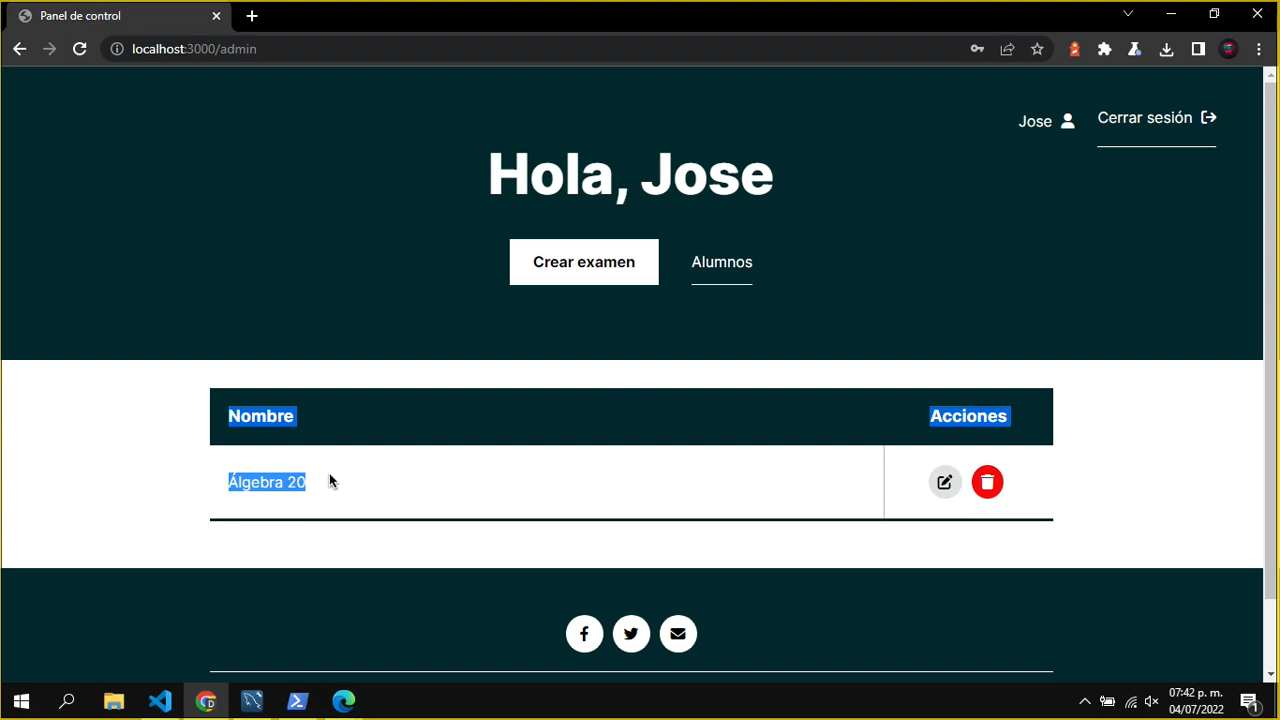 Panel de control
localhost:3000/admin
Jose
Cerrar sesión
Hola, Jose
Crear examen
Alumnos
Nombre
Acciones
Álgebra 20
07:42 p. m.
04/07/2022
1